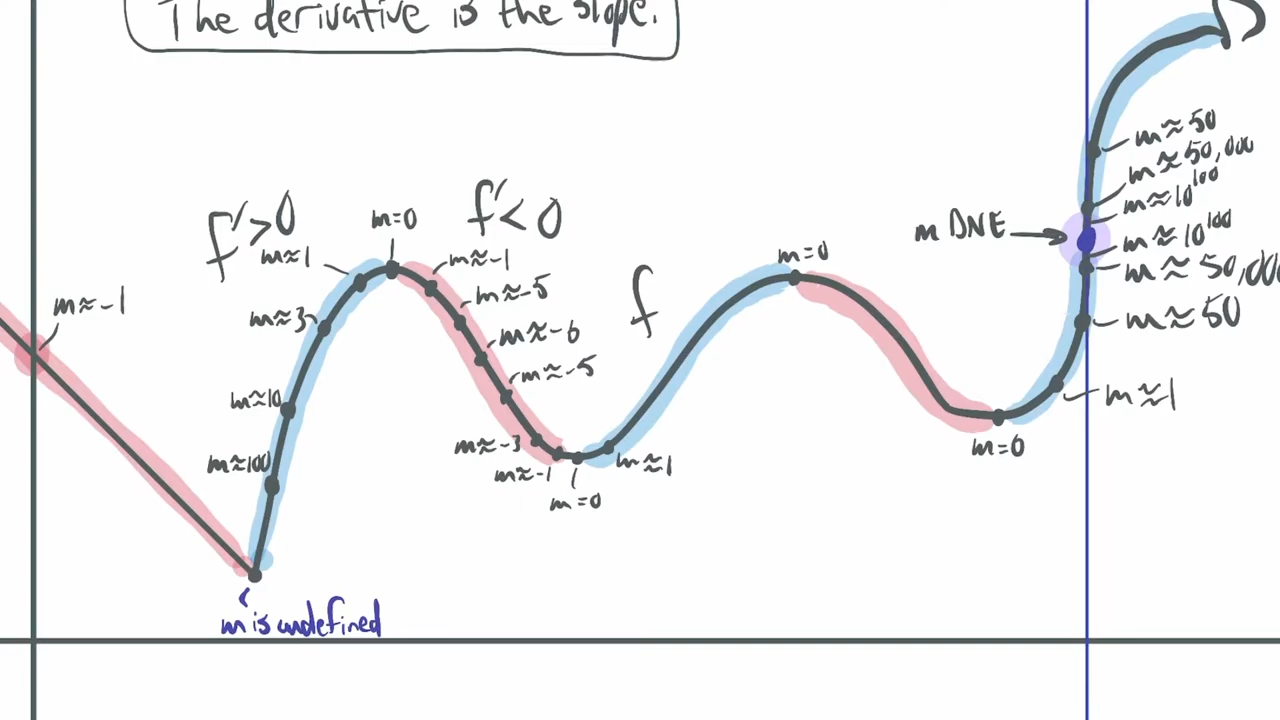 The derivative is the slope.
f'>0
m=0
f'<0
m≈1
m≈-1
m≈3
m≈-5
m≈10
m≈-6
m≈100
m≈-5
m≈-3
m≈-1
m=0
m≈1
m≈-1
m is undefined
f
m=0
m=0
m DNE
m≈50
m≈50,000
m≈10^100
m≈10^100
m≈50,000
m≈50
m≈1